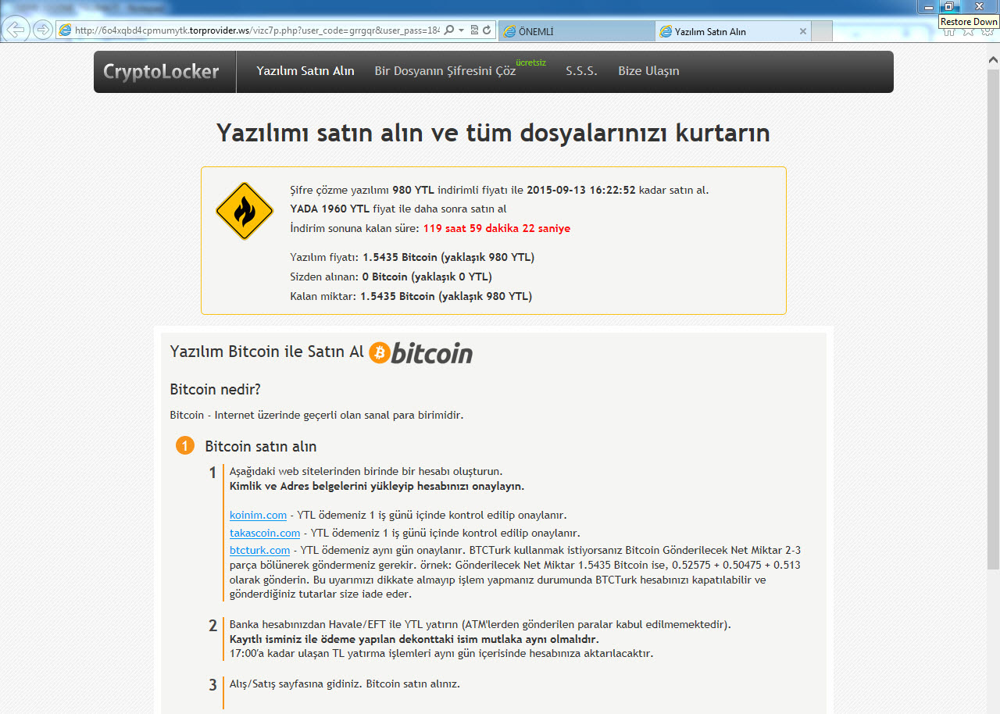 Restore Down
http://6o4xqbd4cpmumytk.torprovider.ws/vizc7p.php?user_code=grrgqr&user_pass=184
ÖNEMLİ
Yazılım Satın Alın
CryptoLocker
Yazılım Satın Alın
Bir Dosyanın Şifresini Çöz
ücretsiz
S.S.S.
Bize Ulaşın
Yazılımı satın alın ve tüm dosyalarınızı kurtarın
Şifre çözme yazılımı 980 YTL indirimli fiyatı ile 2015-09-13 16:22:52 kadar satın al.
YADA 1960 YTL fiyat ile daha sonra satın al
İndirim sonuna kalan süre: 119 saat 59 dakika 22 saniye
Yazılım fiyatı: 1.5435 Bitcoin (yaklaşık 980 YTL)
Sizden alınan: 0 Bitcoin (yaklaşık 0 YTL)
Kalan miktar: 1.5435 Bitcoin (yaklaşık 980 YTL)
Yazılım Bitcoin ile Satın Al bitcoin
Bitcoin nedir?
Bitcoin - Internet üzerinde geçerli olan sanal para birimidir.
1 Bitcoin satın alın
1 Aşağıdaki web sitelerinden birinde bir hesabı oluşturun.
Kimlik ve Adres belgelerini yükleyip hesabınızı onaylayın.
koinim.com - YTL ödemeniz 1 iş günü içinde kontrol edilip onaylanır.
takascoin.com - YTL ödemeniz 1 iş günü içinde kontrol edilip onaylanır.
btcturk.com - YTL ödemeniz aynı gün onaylanır. BTCTurk kullanmak istiyorsanız Bitcoin Gönderilecek Net Miktar 2-3
parça bölünerek göndermeniz gerekir. örnek: Gönderilecek Net Miktar 1.5435 Bitcoin ise, 0.52575 + 0.50475 + 0.513
olarak gönderin. Bu uyarımızı dikkate almayıp işlem yapmanız durumunda BTCTurk hesabınızı kapatılabilir ve
gönderdiğiniz tutarlar size iade eder.
2 Banka hesabınızdan Havale/EFT ile YTL yatırın (ATM'lerden gönderilen paralar kabul edilmemektedir).
Kayıtlı isminiz ile ödeme yapılan dekonttaki isim mutlaka aynı olmalıdır.
17:00'a kadar ulaşan TL yatırma işlemleri aynı gün içerisinde hesabınıza aktarılacaktır.
3 Alış/Satış sayfasına gidiniz. Bitcoin satın alınız.